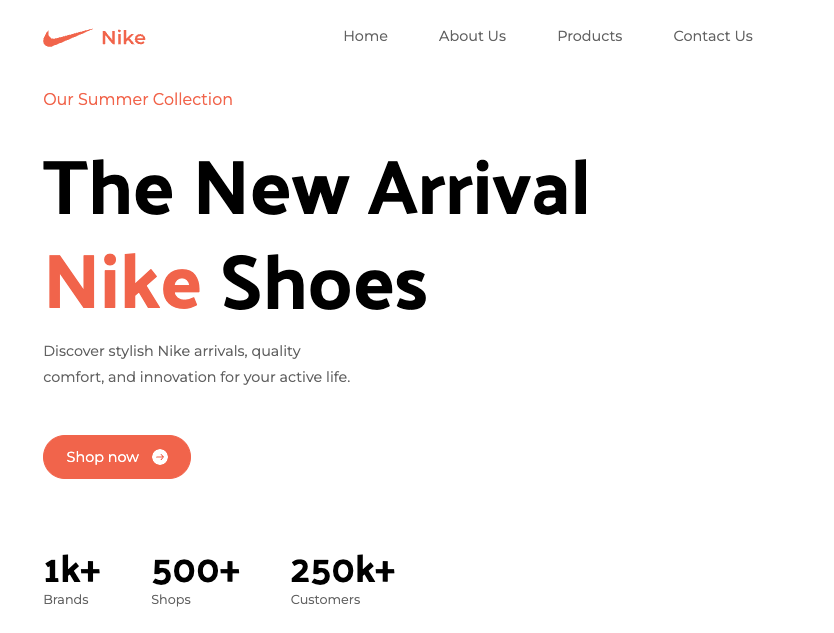 Nike
Home About Us Products Contact Us
Our Summer Collection
The New Arrival
Nike Shoes
Discover stylish Nike arrivals, quality
comfort, and innovation for your active life.
Shop now
1k+ 500+ 250k+
Brands Shops Customers